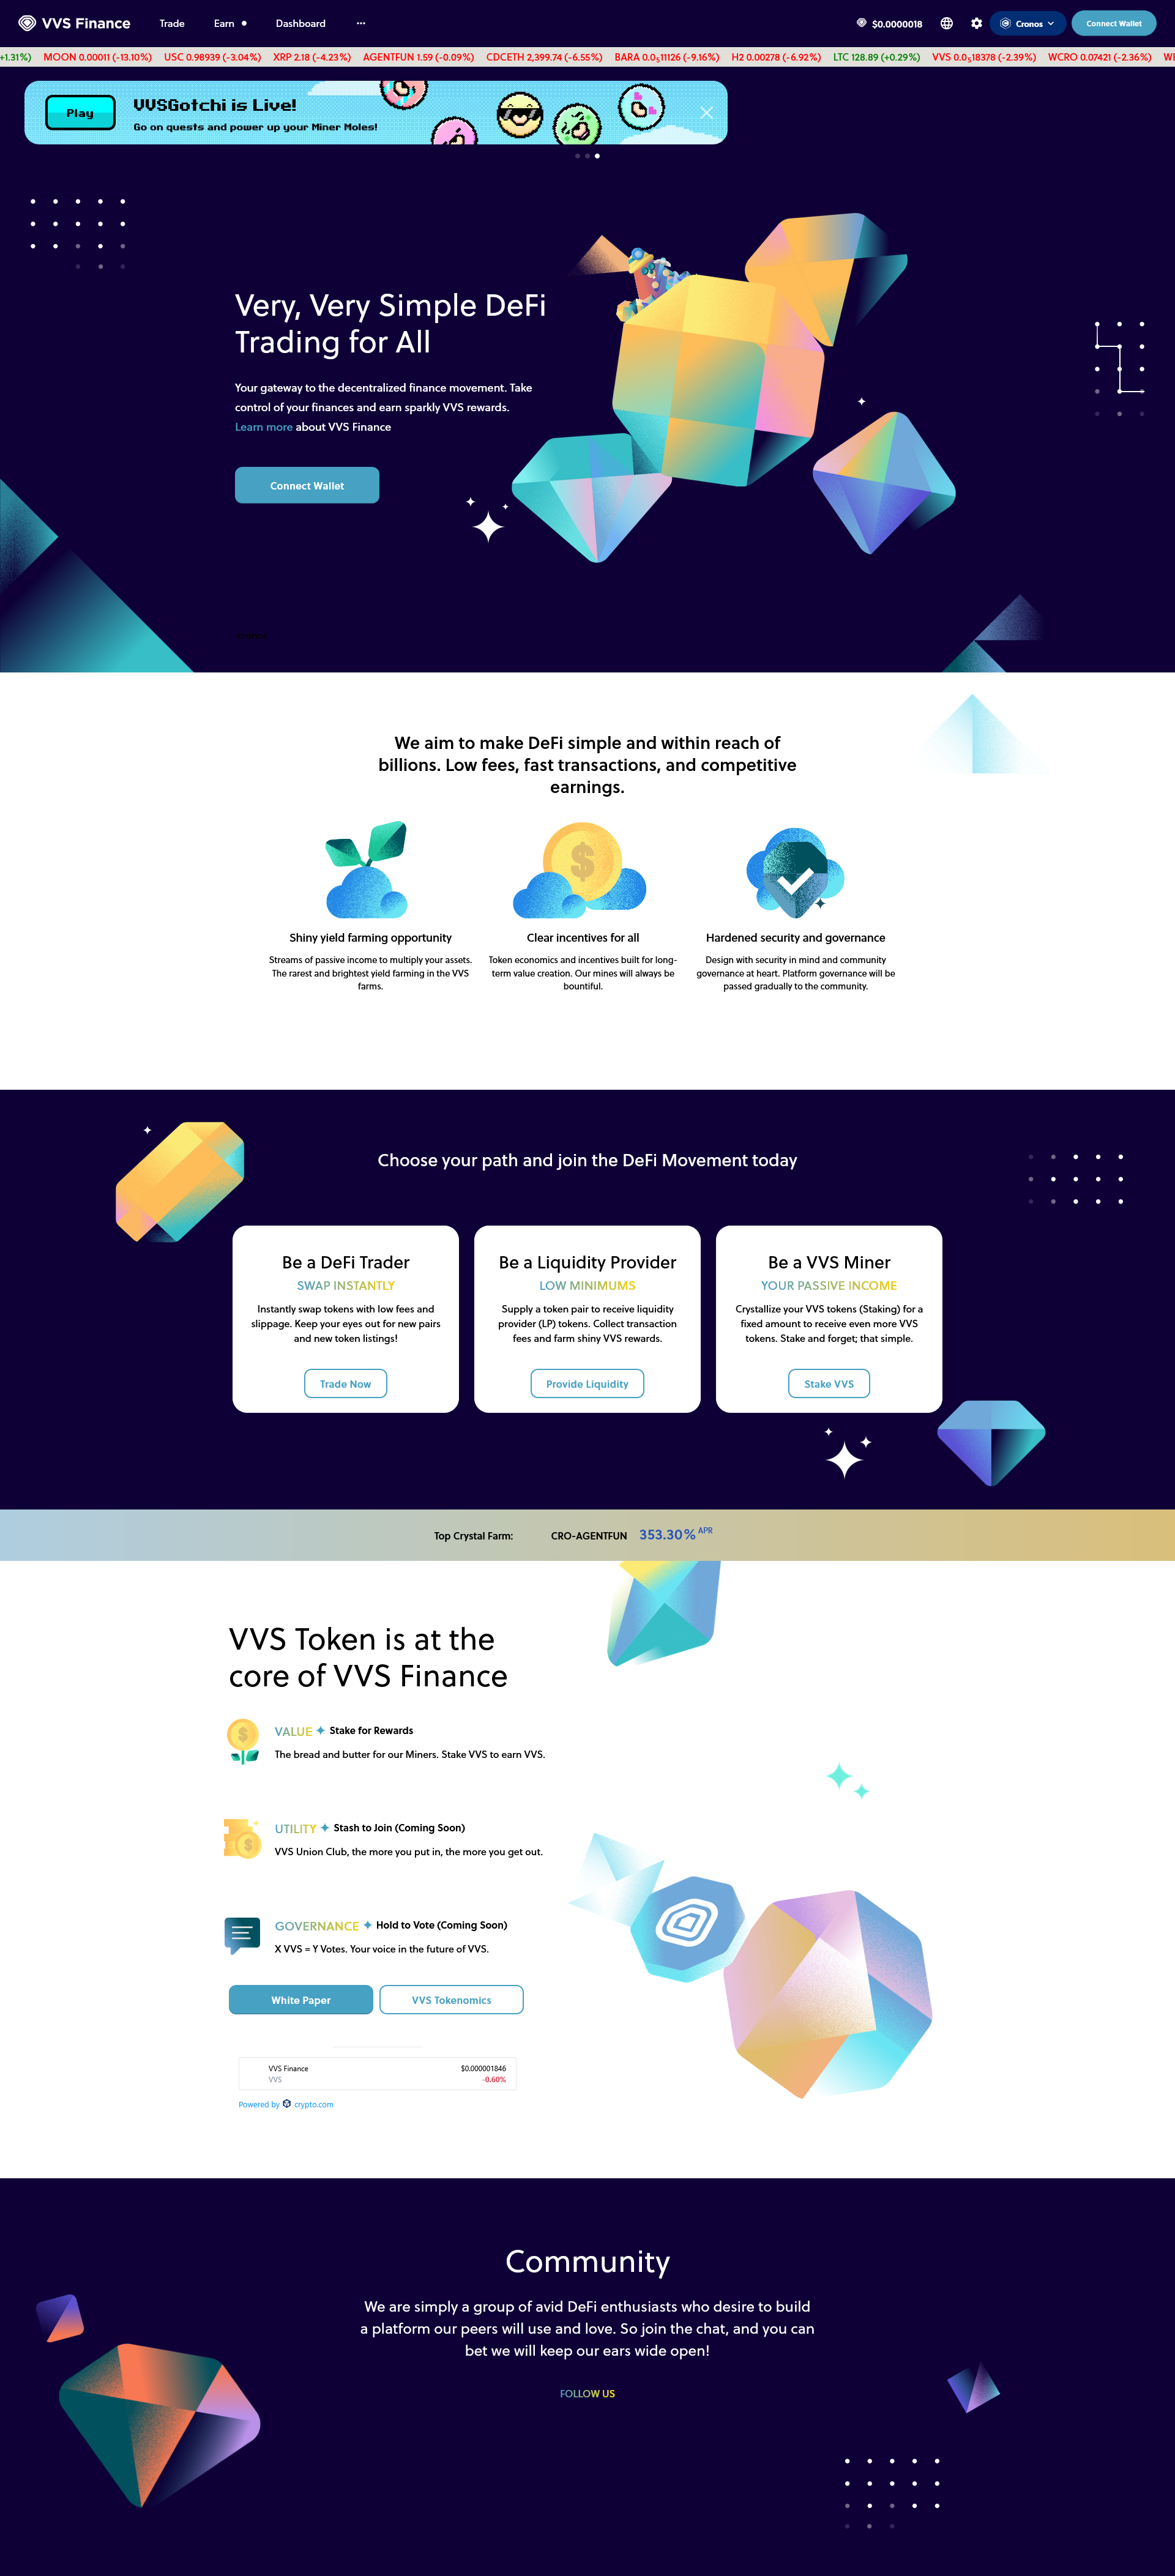 VVS Finance
Trade
Earn
Dashboard
$0.0000018
Cronos
Connect Wallet
+1.31%) MOON 0.00011 (-13.10%) USC 0.98939 (-3.04%) XRP 2.18 (-4.23%) AGENTFUN 1.59 (-0.09%) CDCETH 2,399.74 (-6.55%) BARA 0.0₅11126 (-9.16%) H2 0.00278 (-6.92%) LTC 128.89 (+0.29%) VVS 0.0₅18378 (-2.39%) WCRO 0.07421 (-2.36%)
Play
VVSGotchi is Live!
Go on quests and power up your Miner Moles!
Very, Very Simple DeFi
Trading for All
Your gateway to the decentralized finance movement. Take
control of your finances and earn sparkly VVS rewards.
Learn more about VVS Finance
Connect Wallet
We aim to make DeFi simple and within reach of
billions. Low fees, fast transactions, and competitive
earnings.
Shiny yield farming opportunity
Streams of passive income to multiply your assets.
The rarest and brightest yield farming in the VVS
farms.
Clear incentives for all
Token economics and incentives built for long-
term value creation. Our mines will always be
bountiful.
Hardened security and governance
Design with security in mind and community
governance at heart. Platform governance will be
passed gradually to the community.
Choose your path and join the DeFi Movement today
Be a DeFi Trader
SWAP INSTANTLY
Instantly swap tokens with low fees and
slippage. Keep your eyes out for new pairs
and new token listings!
Trade Now
Be a Liquidity Provider
LOW MINIMUMS
Supply a token pair to receive liquidity
provider (LP) tokens. Collect transaction
fees and farm shiny VVS rewards.
Provide Liquidity
Be a VVS Miner
YOUR PASSIVE INCOME
Crystallize your VVS tokens (Staking) for a
fixed amount to receive even more VVS
tokens. Stake and forget; that simple.
Stake VVS
Top Crystal Farm: CRO-AGENTFUN 353.30% APR
VVS Token is at the
core of VVS Finance
VALUE Stake for Rewards
The bread and butter for our Miners. Stake VVS to earn VVS.
UTILITY Stash to Join (Coming Soon)
VVS Union Club, the more you put in, the more you get out.
GOVERNANCE Hold to Vote (Coming Soon)
X VVS = Y Votes. Your voice in the future of VVS.
White Paper
VVS Tokenomics
VVS Finance $0.000001846
VVS -0.60%
Powered by crypto.com
Community
We are simply a group of avid DeFi enthusiasts who desire to build
a platform our peers will use and love. So join the chat, and you can
bet we will keep our ears wide open!
FOLLOW US